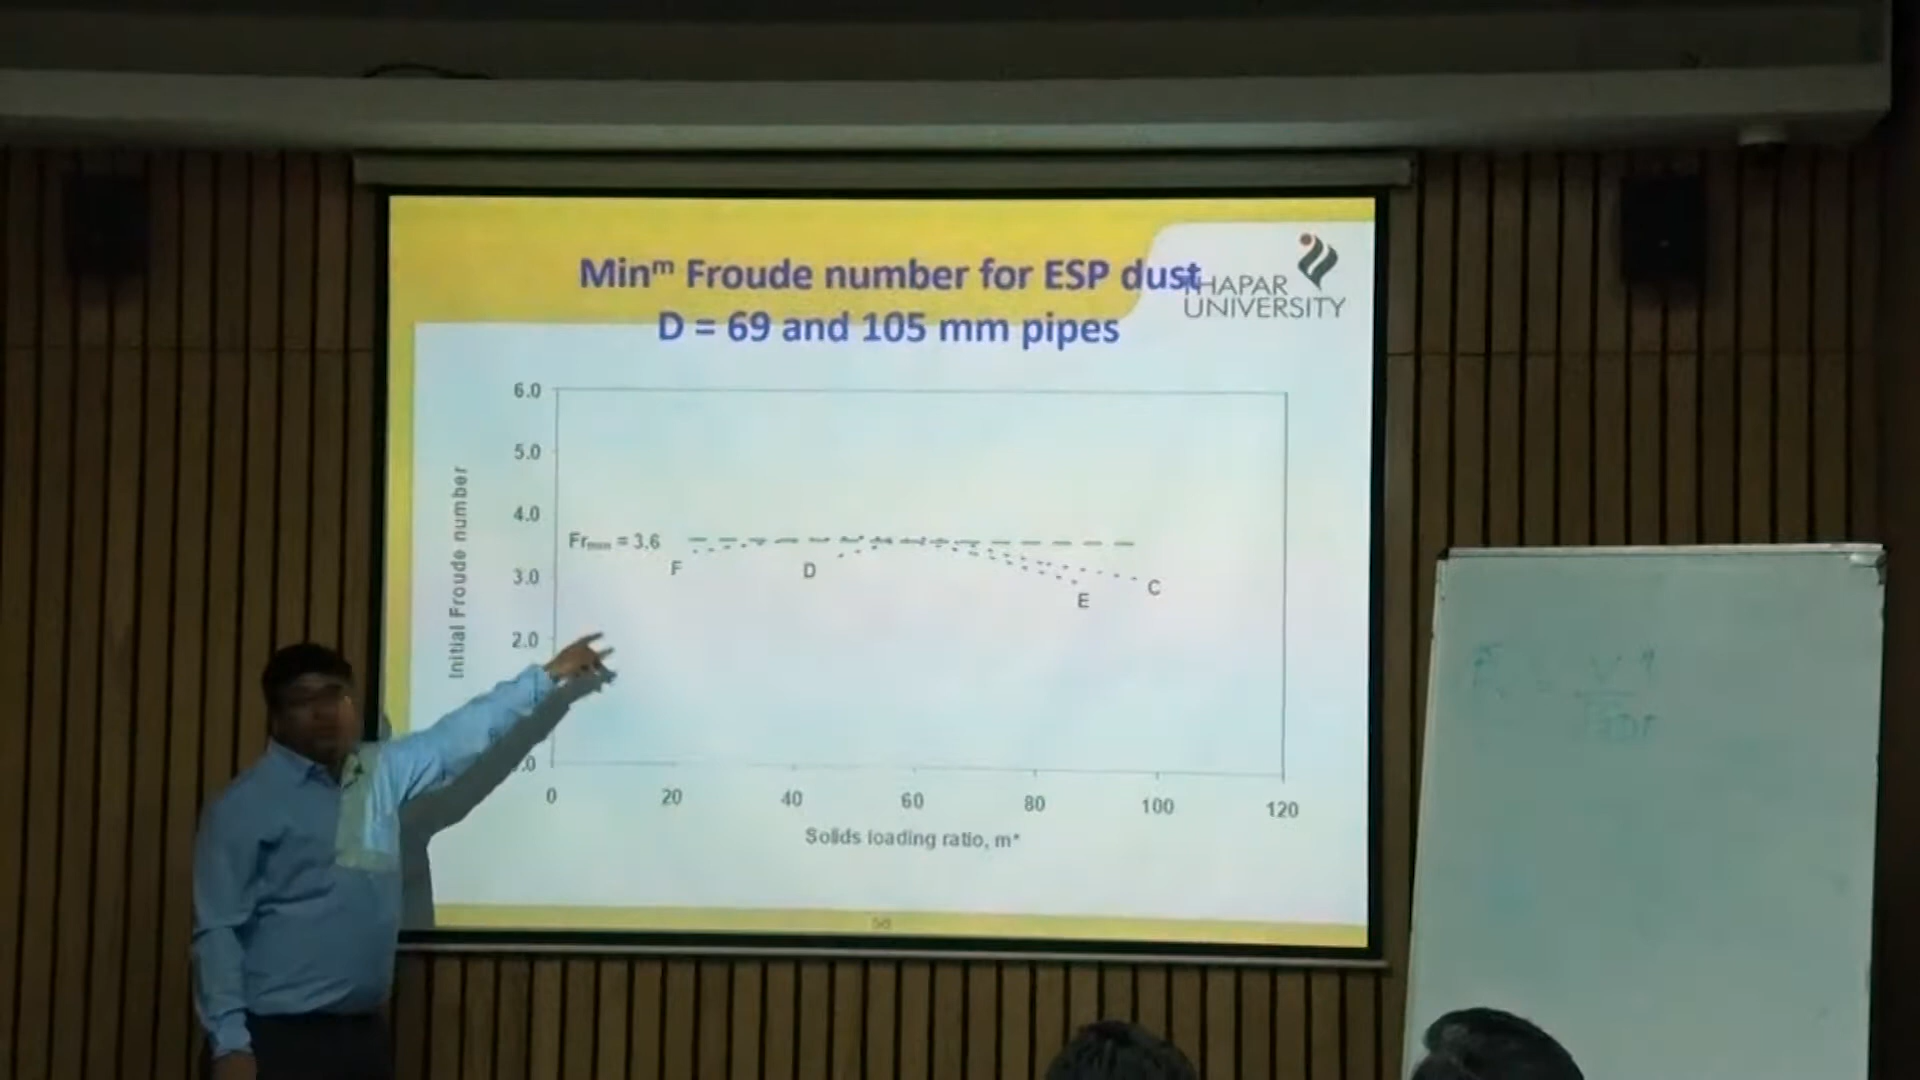 Minᵐ Froude number for ESP dust
D = 69 and 105 mm pipes
THAPAR
UNIVERSITY
6.0
5.0
4.0
Frmin = 3.6
F
D
3.0
C
E
2.0
Initial Froude number
0
20
40
60
80
100
120
Solids loading ratio, m*